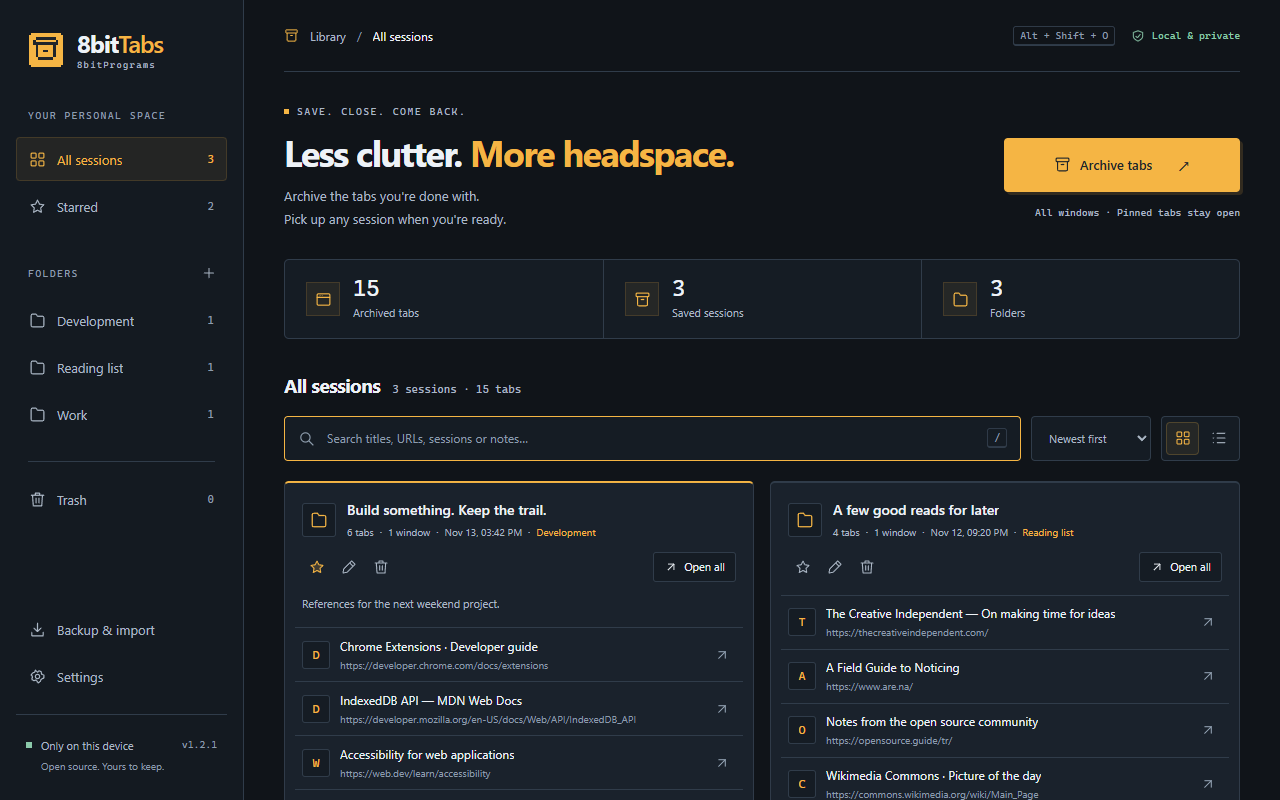 8bitTabs
8bitPrograms
YOUR PERSONAL SPACE
All sessions 3
Starred 2
FOLDERS +
Development 1
Reading list 1
Work 1
Trash 0
Backup & import
Settings
Only on this device v1.2.1
Open source. Yours to keep.
Library / All sessions
Alt + Shift + O
Local & private
SAVE. CLOSE. COME BACK.
Less clutter. More headspace.
Archive the tabs you're done with.
Pick up any session when you're ready.
Archive tabs ↗
All windows · Pinned tabs stay open
15
Archived tabs
3
Saved sessions
3
Folders
All sessions 3 sessions · 15 tabs
Search titles, URLs, sessions or notes... /
Newest first
Build something. Keep the trail.
6 tabs · 1 window · Nov 13, 03:42 PM · Development
Open all
References for the next weekend project.
D Chrome Extensions · Developer guide
https://developer.chrome.com/docs/extensions
D IndexedDB API — MDN Web Docs
https://developer.mozilla.org/en-US/docs/Web/API/IndexedDB_API
W Accessibility for web applications
https://web.dev/learn/accessibility
A few good reads for later
4 tabs · 1 window · Nov 12, 09:20 PM · Reading list
Open all
T The Creative Independent — On making time for ideas
https://thecreativeindependent.com/
A A Field Guide to Noticing
https://www.are.na/
O Notes from the open source community
https://opensource.guide/tr/
C Wikimedia Commons · Picture of the day
https://commons.wikimedia.org/wiki/Main_Page